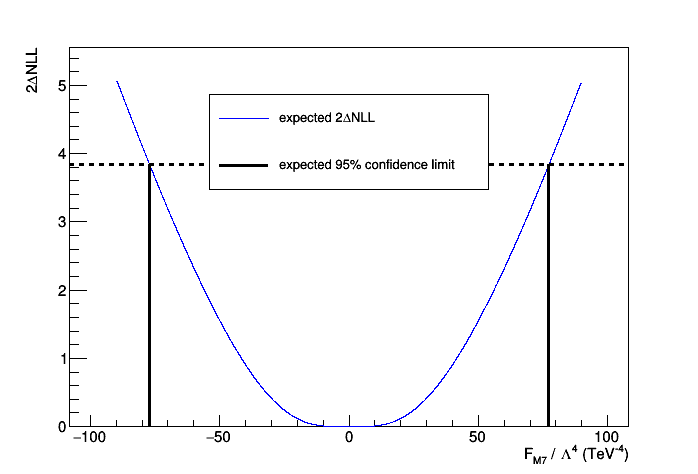 2ΔNLL
5
4
3
2
1
0
expected 2ΔNLL
expected 95% confidence limit
−100 −50 0 50 100
F_M7 / Λ^4 (TeV^-4)